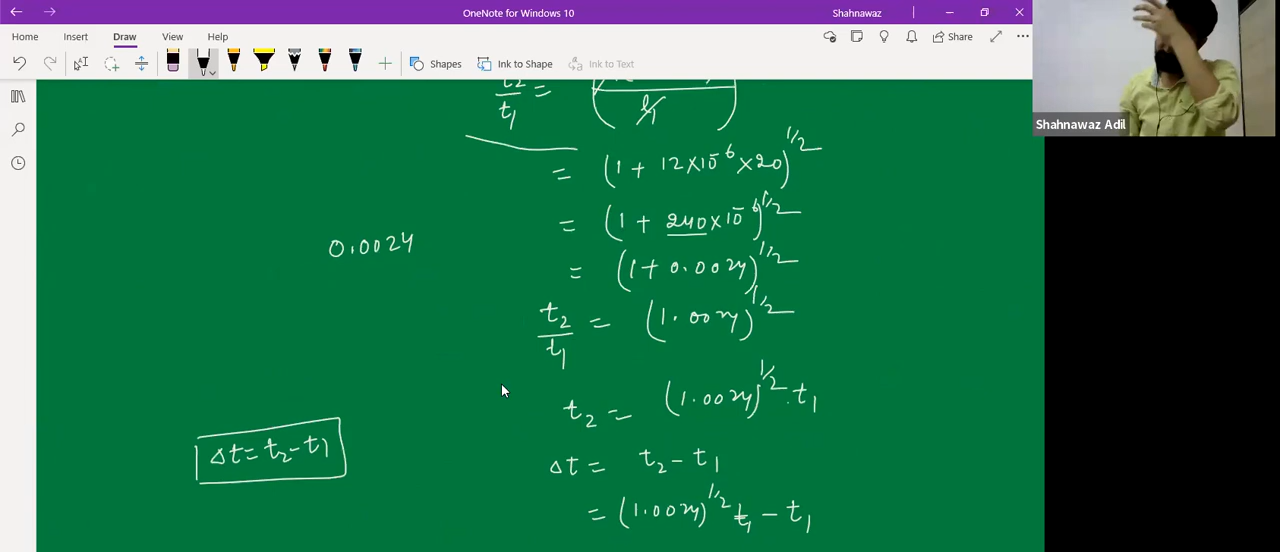 OneNote for Windows 10
Shahnawaz
Home Insert Draw View Help
Share
Shapes Ink to Shape Ink to Text
Shahnawaz Adil
t2/t1 =
= (1 + 12×10⁻⁶ ×20)^1/2
= (1 + 240×10⁻⁶)^1/2
0.0024
= (1+ 0.0024)^1/2
t2/t1 = (1.0024)^1/2
t2 = (1.0024)^1/2 . t1
Δt = t2 - t1
Δt = t2 - t1
= (1.0024)^1/2 t1 - t1